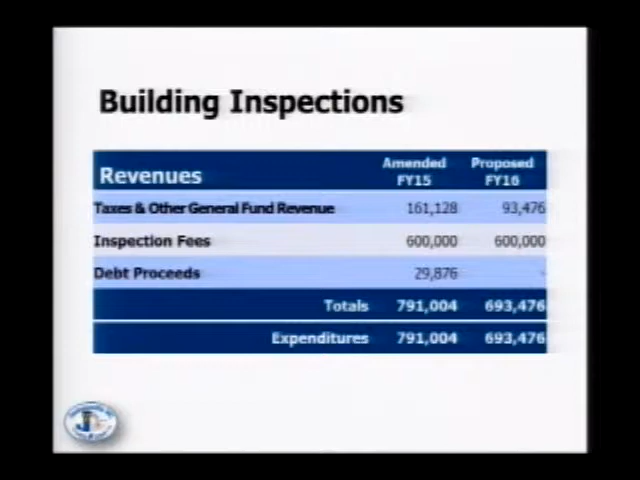 Building Inspections
Revenues Amended FY15 Proposed FY16
Taxes & Other General Fund Revenue 161,128 93,476
Inspection Fees 600,000 600,000
Debt Proceeds 29,876 -
Totals 791,004 693,476
Expenditures 791,004 693,476